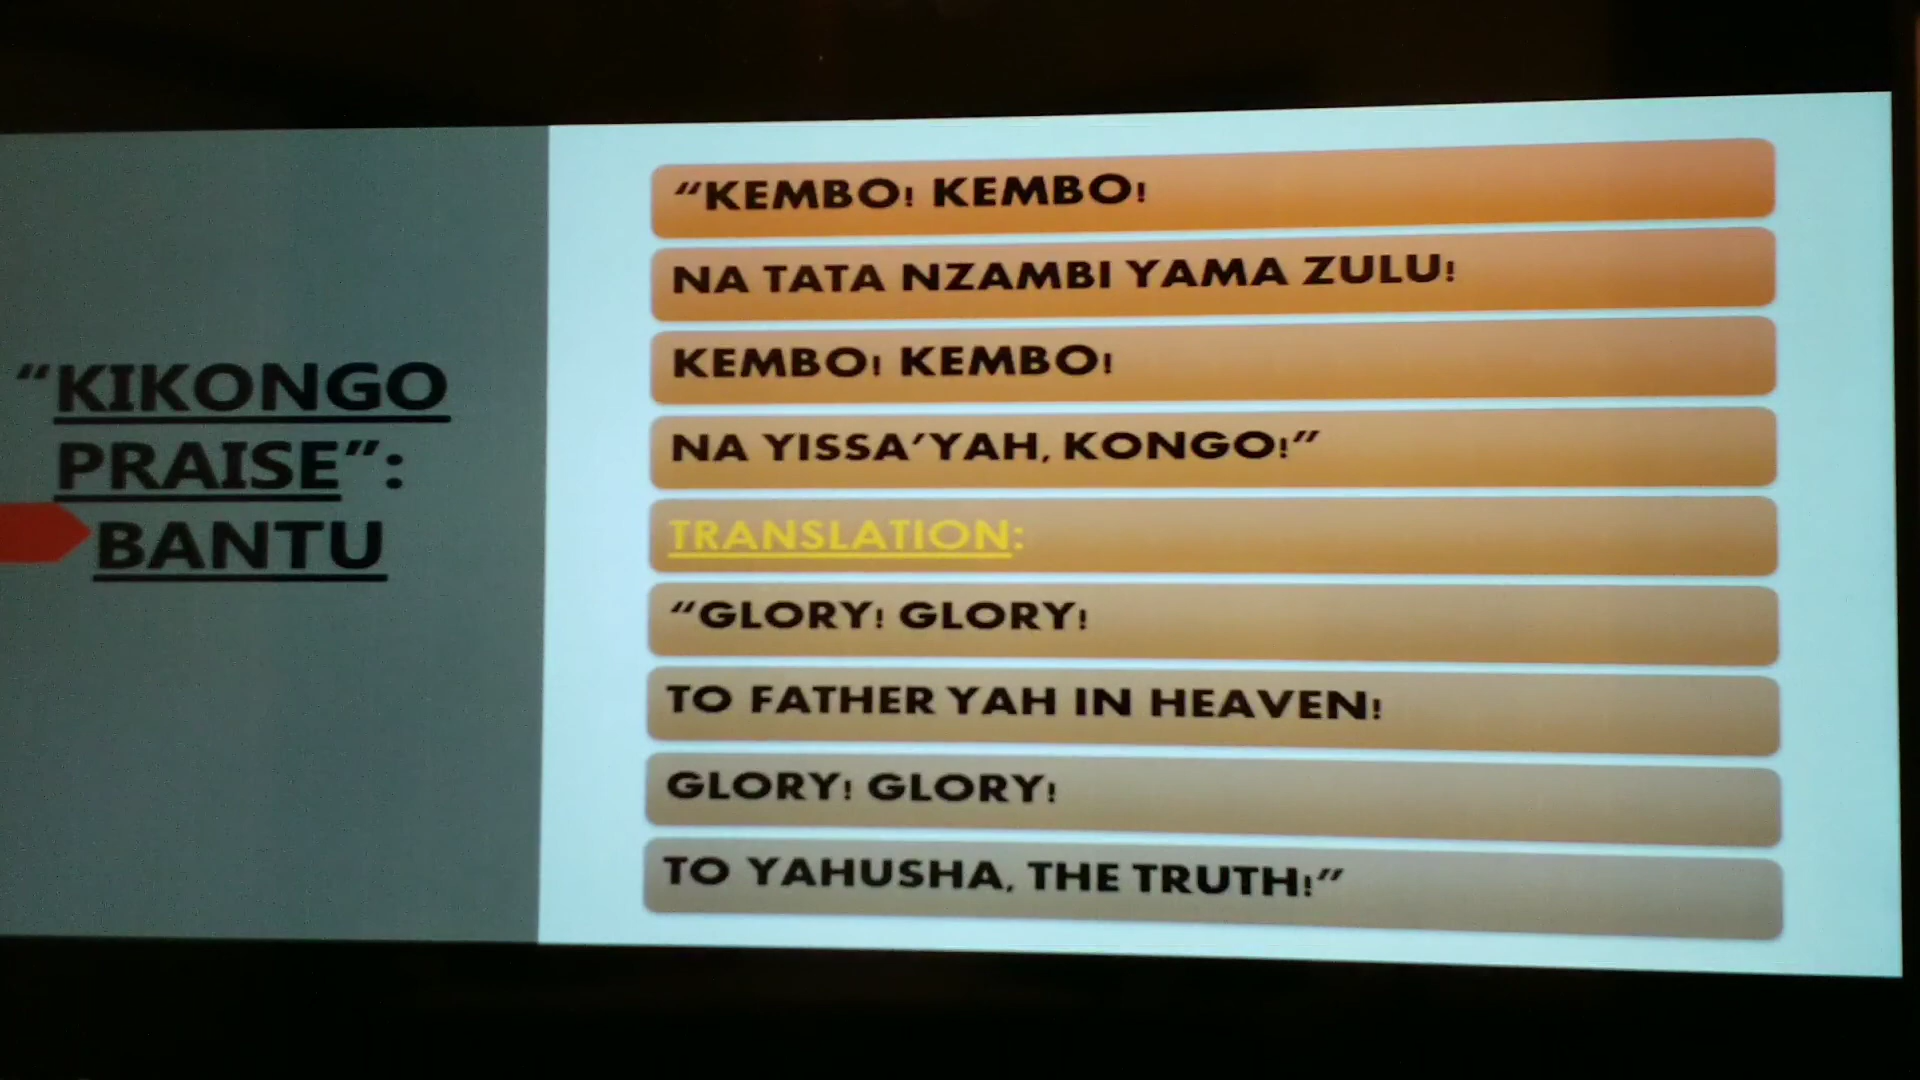 “KIKONGO
PRAISE”:
BANTU
“KEMBO! KEMBO!
NA TATA NZAMBI YAMA ZULU!
KEMBO! KEMBO!
NA YISSA’YAH, KONGO!”
TRANSLATION:
“GLORY! GLORY!
TO FATHER YAH IN HEAVEN!
GLORY! GLORY!
TO YAHUSHA, THE TRUTH!”